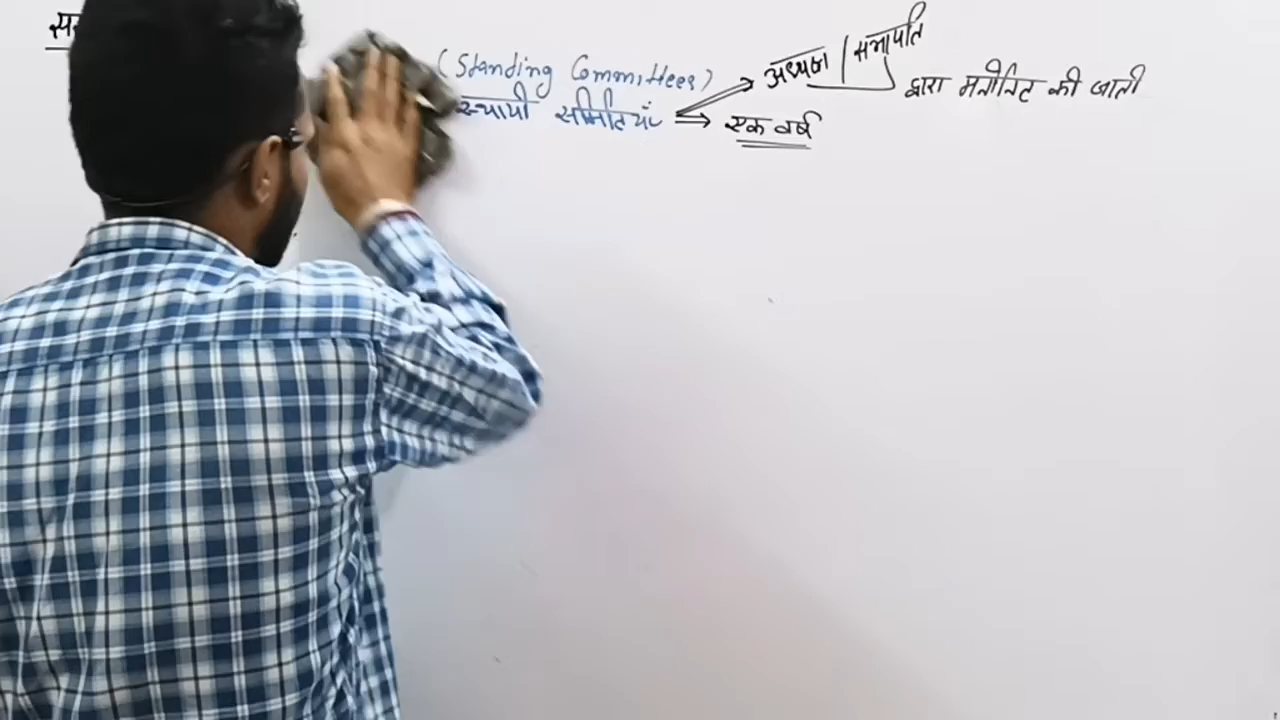 (Standing Committees)
स्थायी समितियां
अध्यक्ष / सभापति
द्वारा मनोनित की जाती
एक वर्ष